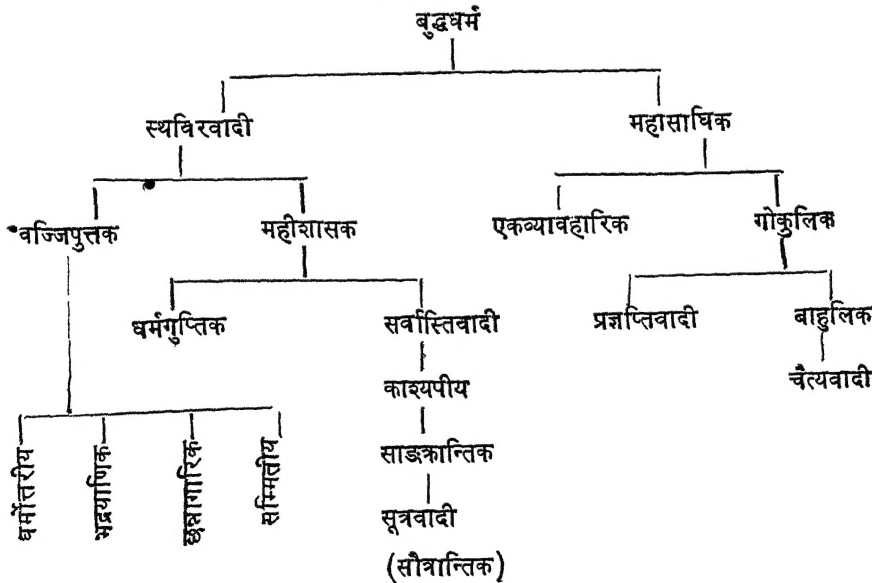 बुद्धधर्म
स्थविरवादी
महासाघिक
वज्जिपुत्तक
महीशासक
एकव्यावहारिक
गोकुलिक
धर्मगुप्तिक
सर्वास्तिवादी
प्रज्ञप्तिवादी
बाहुलिक
काश्यपीय
चैत्यवादी
धर्मोत्तरीय
भद्रयाणिक
छन्नागारिक
सम्मितीय
साङक्रान्तिक
सूत्रवादी
(सौत्रान्तिक)